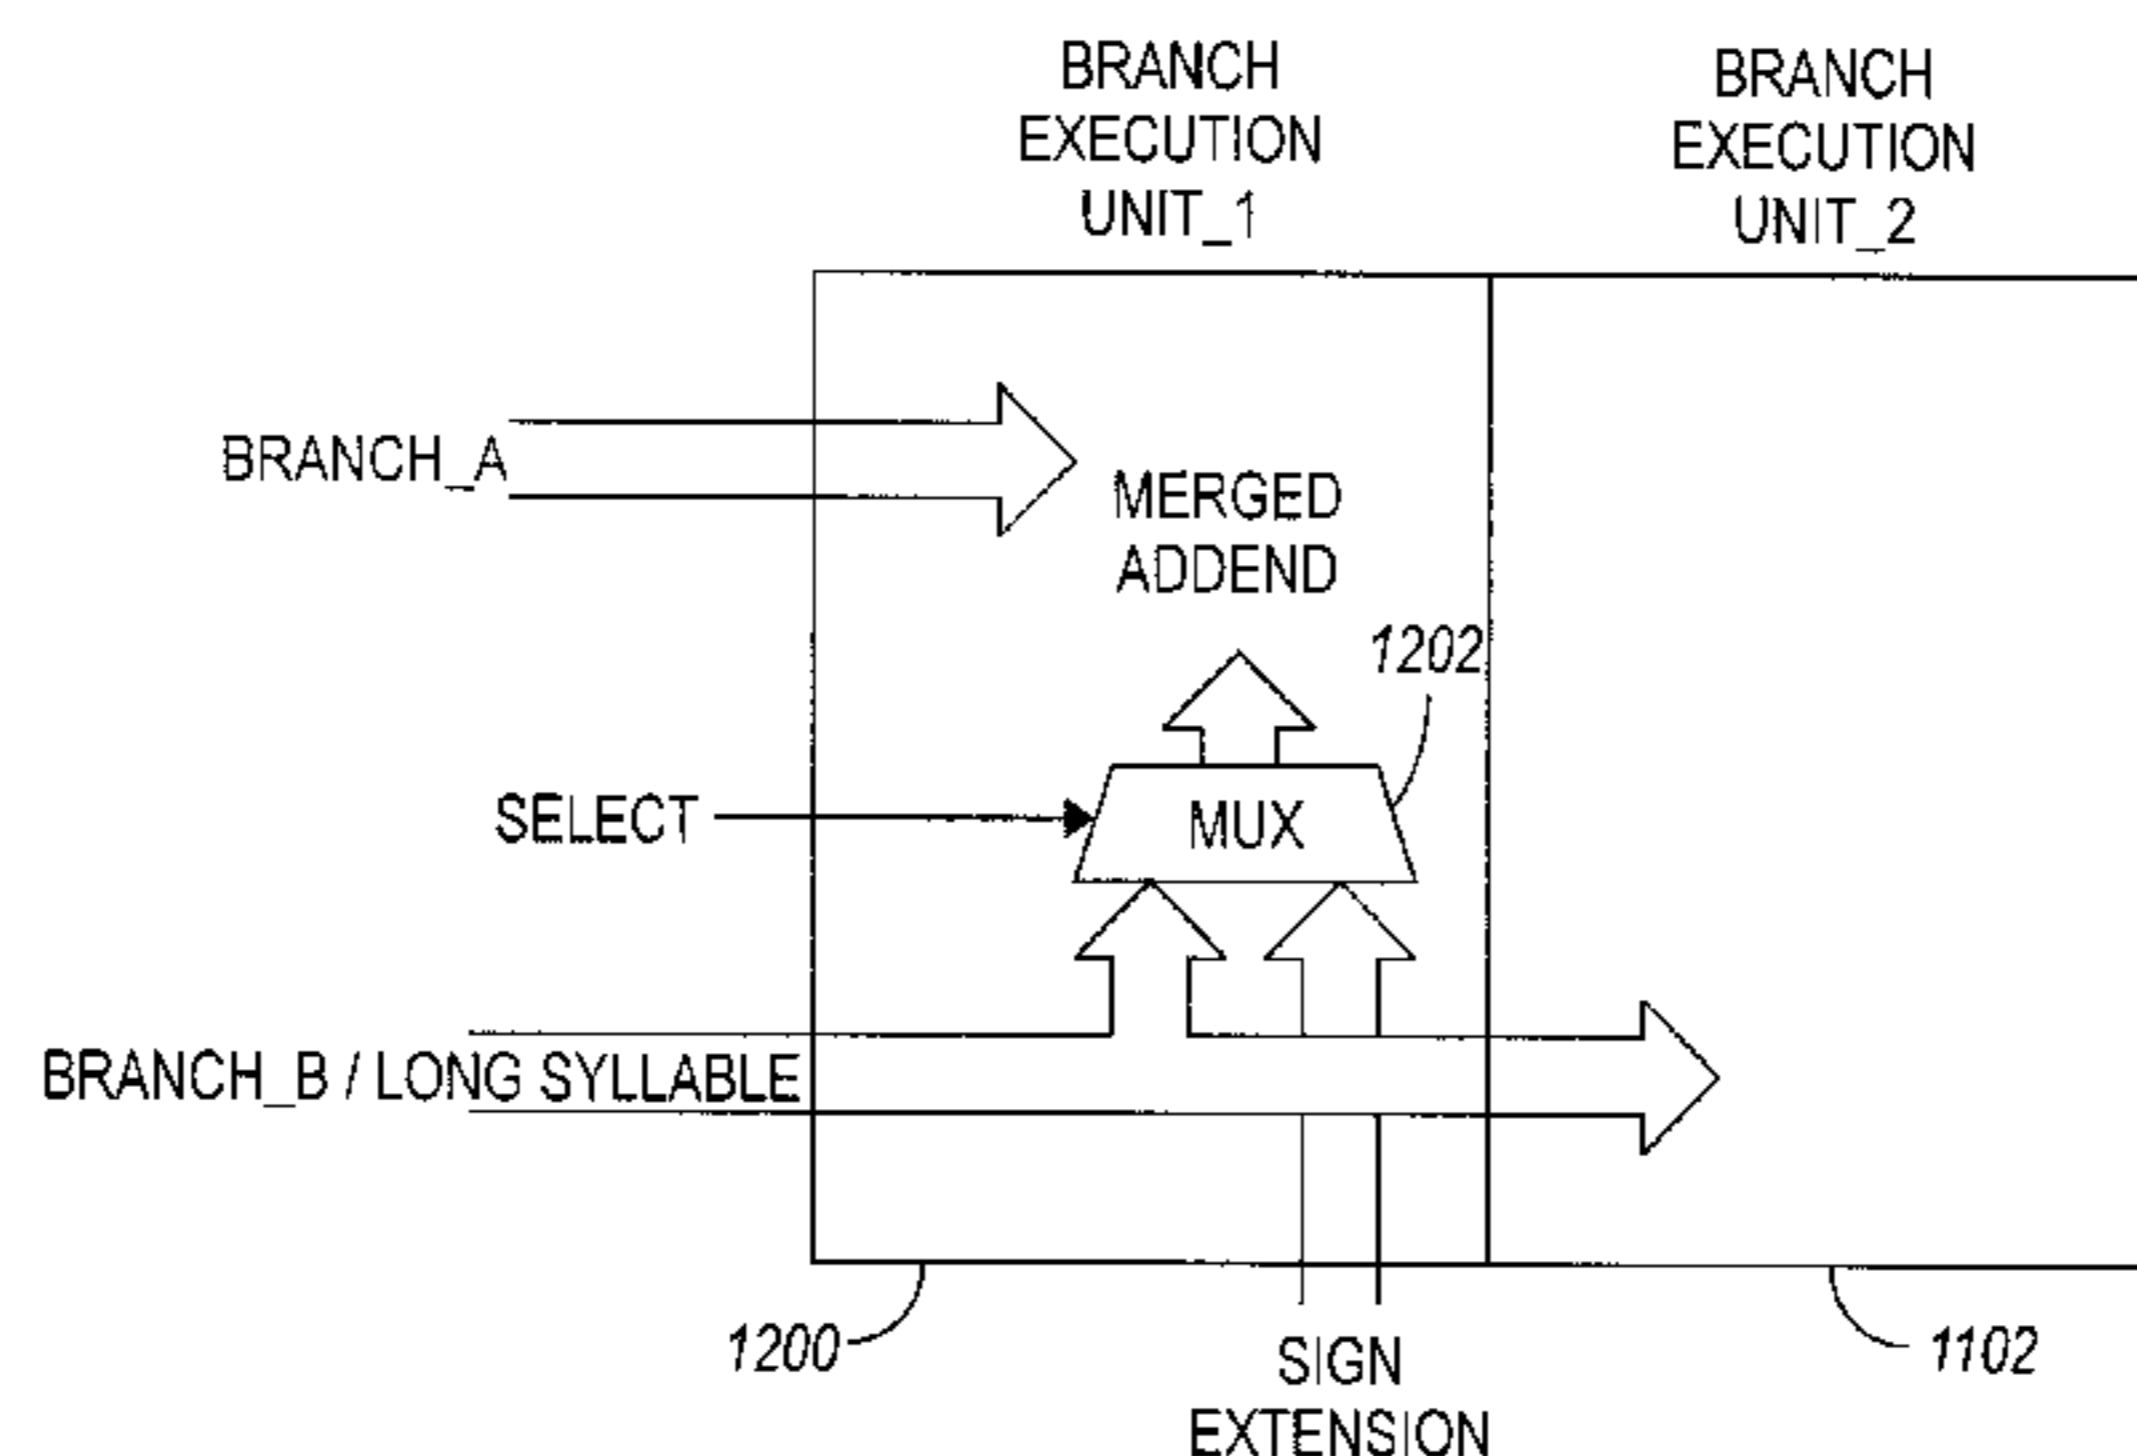 BRANCH
EXECUTION
UNIT_1
BRANCH
EXECUTION
UNIT_2
BRANCH_A
MERGED
ADDEND
1202
SELECT
MUX
BRANCH_B / LONG SYLLABLE
1200
SIGN
EXTENSION
1102